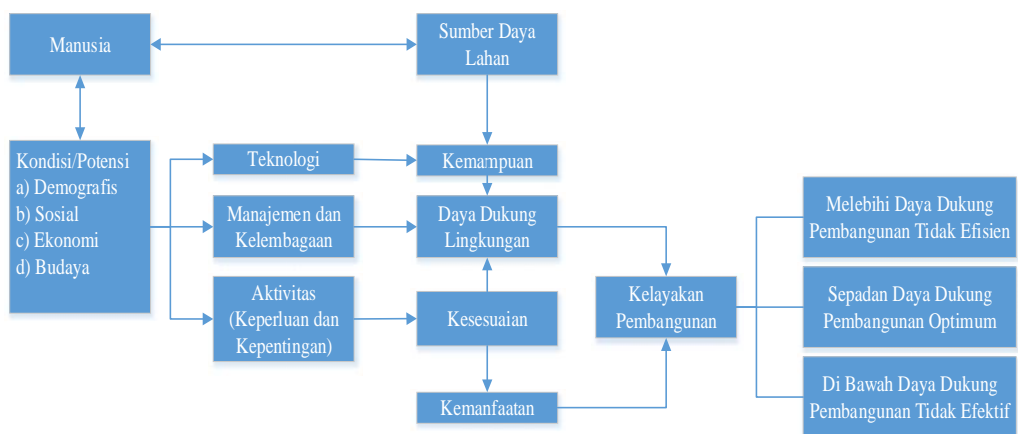 Manusia
Sumber Daya
Lahan
Kondisi/Potensi
a) Demografis
b) Sosial
c) Ekonomi
d) Budaya
Teknologi
Kemampuan
Manajemen dan
Kelembagaan
Daya Dukung
Lingkungan
Aktivitas
(Keperluan dan
Kepentingan)
Kesesuaian
Kemanfaatan
Kelayakan
Pembangunan
Melebihi Daya Dukung
Pembangunan Tidak Efisien
Sepadan Daya Dukung
Pembangunan Optimum
Di Bawah Daya Dukung
Pembangunan Tidak Efektif